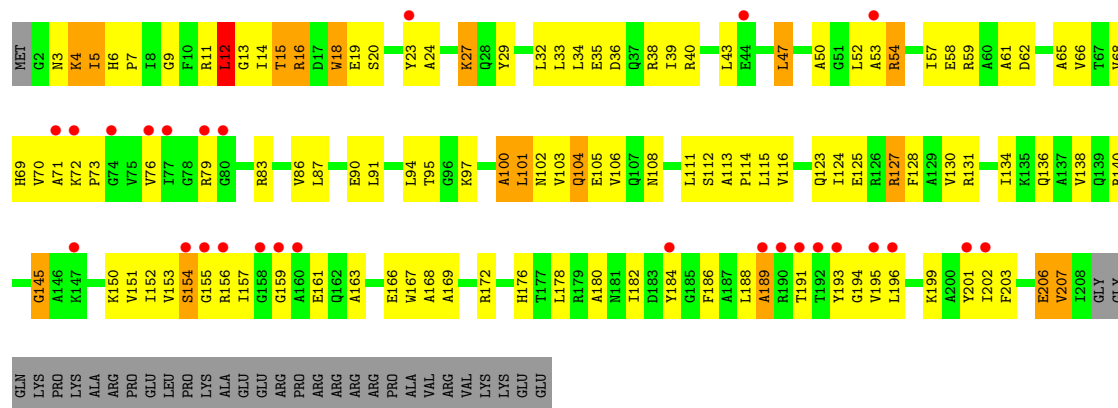 MET G2 N3 K4 I5 H6 P7 I8 G9 F10 R11 L12 G13 I14 T15 R16 D17 W18 E19 S20 Y23 A24 K27 Q28 Y29 L32 L33 L34 E35 D36 Q37 R38 I39 R40 L43 E44 L47 A50 G51 L52 A53 R54 I57 E58 R59 A60 A61 D62 A65 V66 T67 V68
H69 V70 A71 K72 P73 G74 V75 V76 I77 G78 R79 G80 R83 V86 L87 E90 L91 L94 T95 G96 K97 A100 L101 N102 V103 Q104 E105 V106 Q107 N108 L111 S112 A113 P114 L115 V116 Q123 I124 E125 R126 R127 F128 A129 V130 R131 I134 K135 Q136 A137 V138 Q139 R140
G145 A146 K147 K150 V151 I152 V153 S154 G155 R156 I157 G158 G159 A160 E161 Q162 A163 E166 W167 A168 A169 R172 H176 T177 L178 R179 A180 N181 I182 D183 Y184 G185 F186 A187 L188 A189 R190 T191 T192 Y193 G194 V195 L196 K199 A200 Y201 I202 F203 E206 V207 I208 GLY GLY
GLN LYS PRO LYS ALA ARG PRO GLU LEU PRO LYS ALA GLU GLU ARG PRO ARG ARG ARG ARG PRO ALA VAL ARG VAL LYS LYS GLU GLU